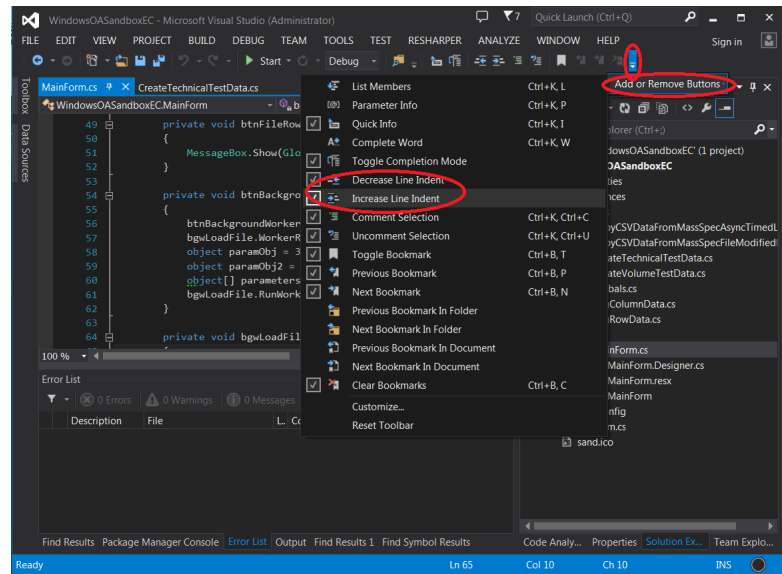 WindowsOASandboxEC - Microsoft Visual Studio (Administrator)
7
Quick Launch (Ctrl+Q)
FILE EDIT VIEW PROJECT BUILD DEBUG TEAM TOOLS TEST RESHARPER ANALYZE WINDOW HELP Sign in
Start Debug
Add or Remove Buttons
Toolbox
Data Sources
MainForm.cs CreateTechnicalTestData.cs
WindowsOASandboxEC.MainForm
49 private void btnFileRow
50 {
51 MessageBox.Show(Glo
52 }
53
54 private void btnBackgro
55 {
56 btnBackgroundWorker
57 bgwLoadFile.WorkerR
58 object paramObj = 3
59 object paramObj2 =
60 object[] parameters
61 bgwLoadFile.RunWork
62 }
63
64 private void bgwLoadFil
100 %
List Members Ctrl+K, L
Parameter Info Ctrl+K, P
Quick Info Ctrl+K, I
Complete Word Ctrl+K, W
Toggle Completion Mode
Decrease Line Indent
Increase Line Indent
Comment Selection Ctrl+K, Ctrl+C
Uncomment Selection Ctrl+K, Ctrl+U
Toggle Bookmark Ctrl+B, T
Previous Bookmark Ctrl+B, P
Next Bookmark Ctrl+B, N
Previous Bookmark In Folder
Next Bookmark In Folder
Previous Bookmark In Document
Next Bookmark In Document
Clear Bookmarks Ctrl+B, C
Customize...
Reset Toolbar
plorer (Ctrl+;)
dowsOASandboxEC' (1 project)
OASandboxEC
ties
nces
pyCSVDataFromMassSpecAsyncTimedL
pyCSVDataFromMassSpecFileModified
ateTechnicalTestData.cs
ateVolumeTestData.cs
bals.cs
ColumnData.cs
RowData.cs
inForm.cs
MainForm.Designer.cs
MainForm.resx
MainForm
nfig
m.cs
sand.ico
Error List
0 Errors 0 Warnings 0 Messages
Description File L..
Find Results Package Manager Console Error List Output Find Results 1 Find Symbol Results
Code Analy... Properties Solution Ex... Team Explo...
Ready Ln 65 Col 10 Ch 10 INS